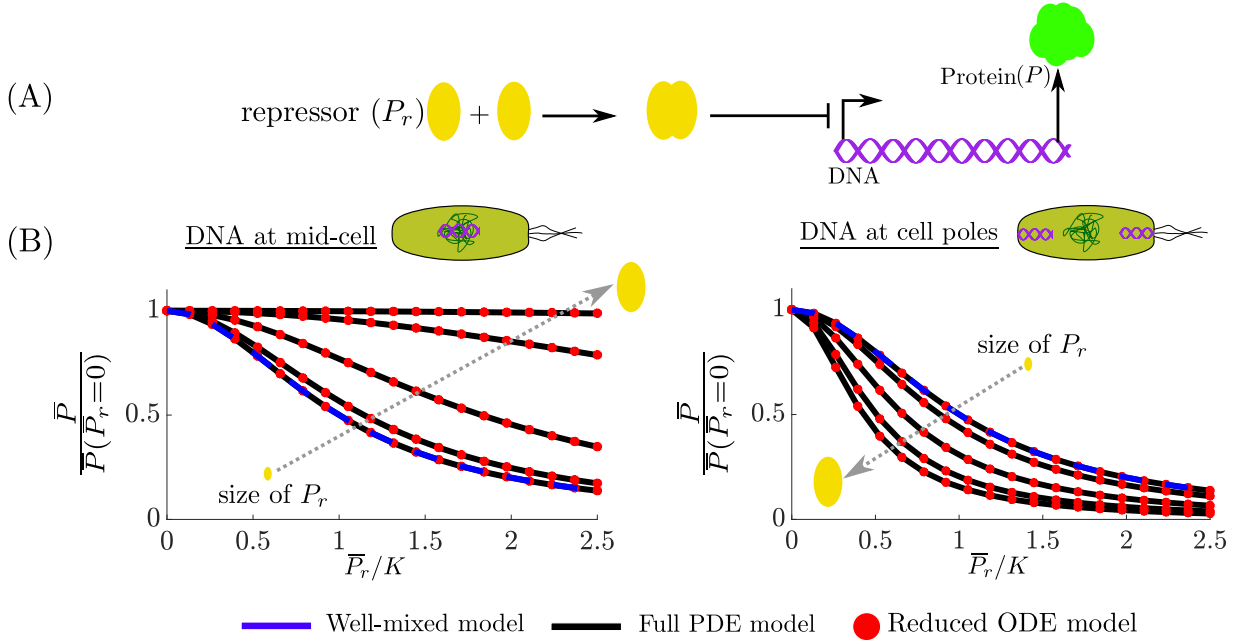 (A)
repressor (P_r) +
Protein(P)
DNA
(B)
DNA at mid-cell
DNA at cell poles
P̅ / P̅(P̅_r=0)
1
0.5
0
size of P_r
0 0.5 1 1.5 2 2.5
P̅_r/K
P̅ / P̅(P̅_r=0)
1
0.5
0
size of P_r
0 0.5 1 1.5 2 2.5
P̅_r/K
Well-mixed model Full PDE model Reduced ODE model